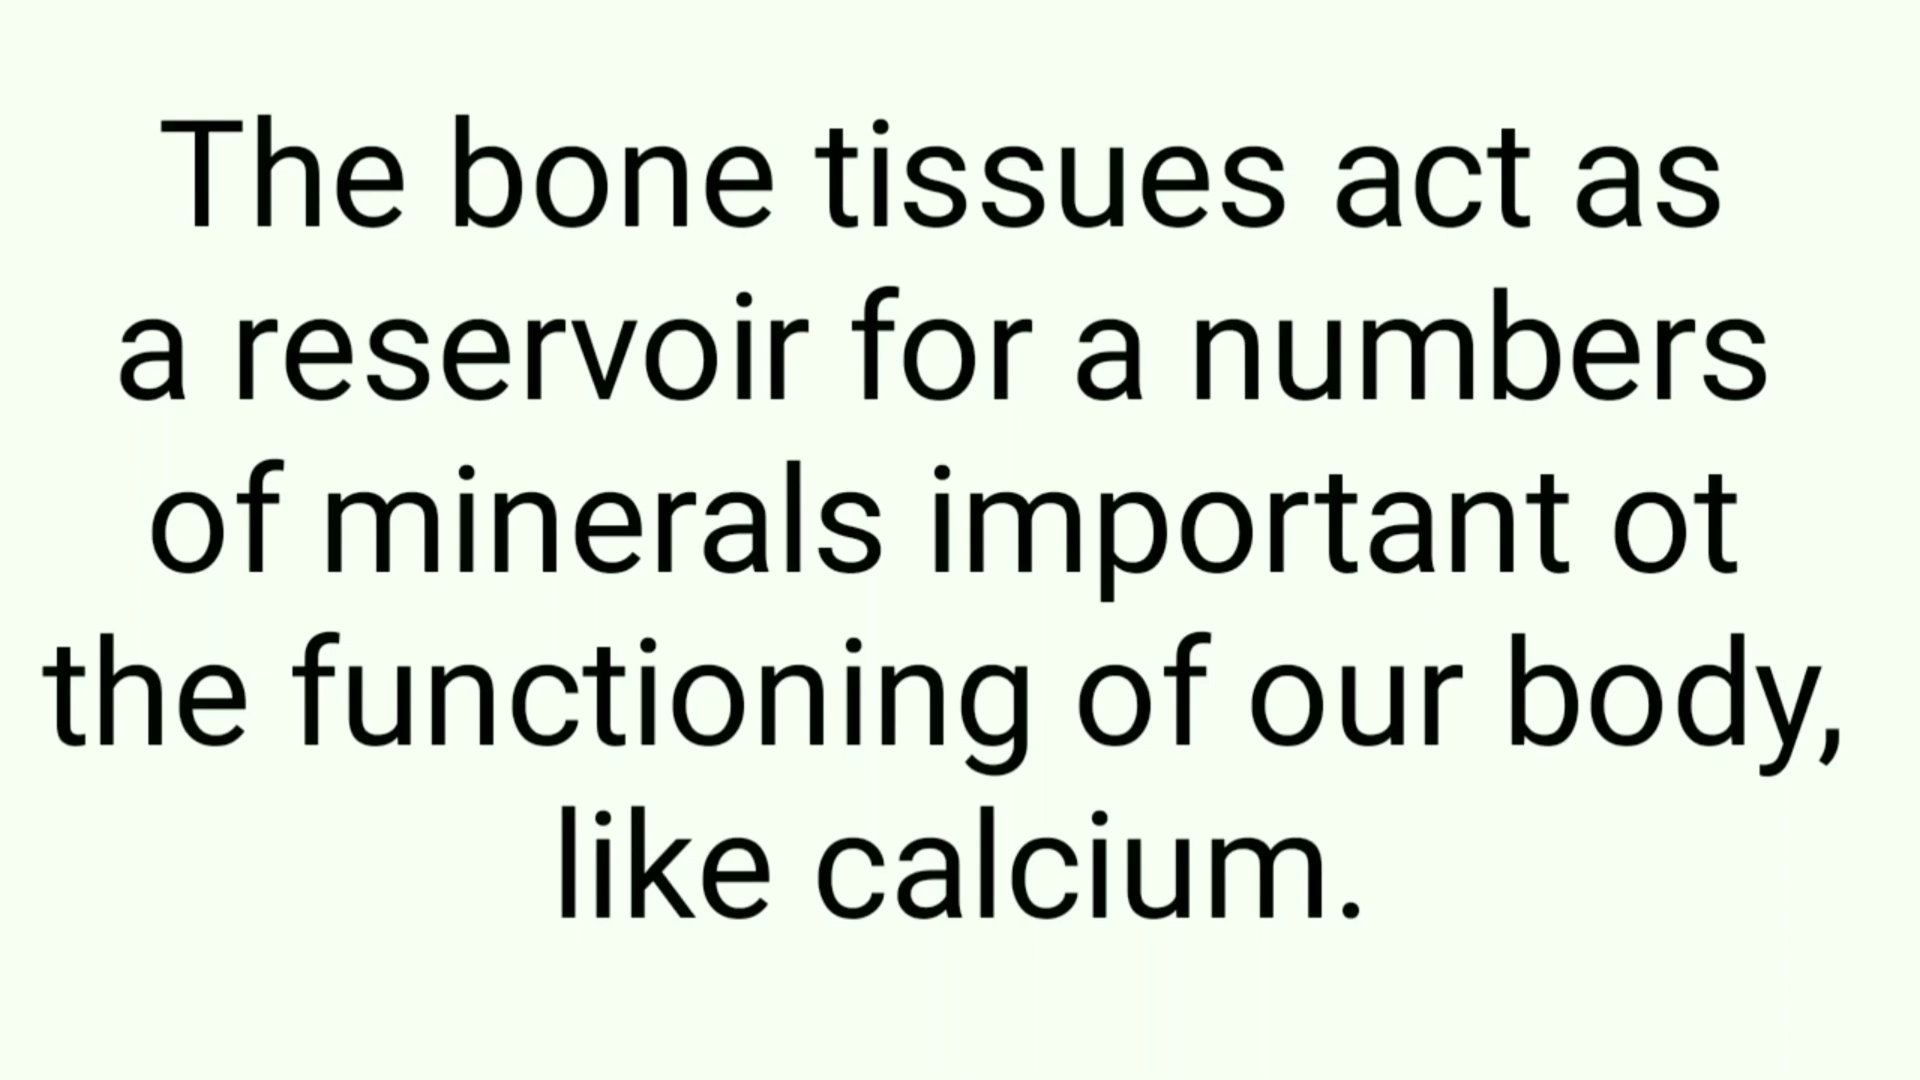 The bone tissues act as
a reservoir for a numbers
of minerals important ot
the functioning of our body,
like calcium.